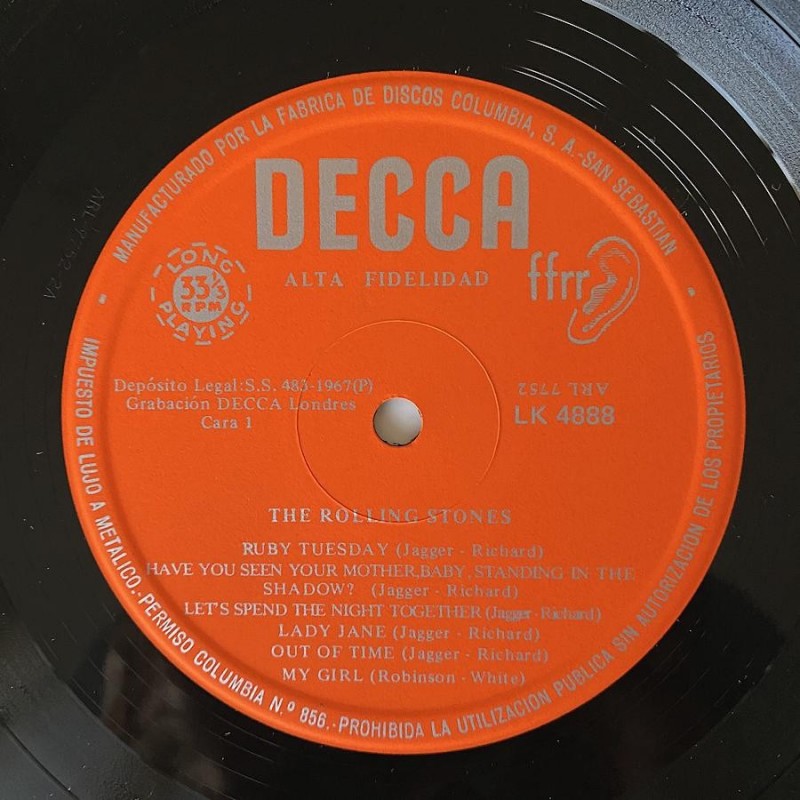 MANUFACTURADO POR LA FABRICA DE DISCOS COLUMBIA, S. A.-SAN SEBASTIAN
DECCA
ALTA FIDELIDAD
ffrr
LONG
33⅓
RPM
PLAYING
Depósito Legal:S.S. 483-1967(P)
Grabación DECCA Londres
Cara 1
ARL 7752
LK 4888
THE ROLLING STONES
RUBY TUESDAY (Jagger - Richard)
HAVE YOU SEEN YOUR MOTHER,BABY, STANDING IN THE
SHADOW? (Jagger - Richard)
LET'S SPEND THE NIGHT TOGETHER (Jagger - Richard)
LADY JANE (Jagger - Richard)
OUT OF TIME (Jagger - Richard)
MY GIRL (Robinson - White)
IMPUESTO DE LUJO A METALICO.-PERMISO COLUMBIA N.º 856.-PROHIBIDA LA UTILIZACION PUBLICA SIN AUTORIZACION DE LOS PROPIETARIOS